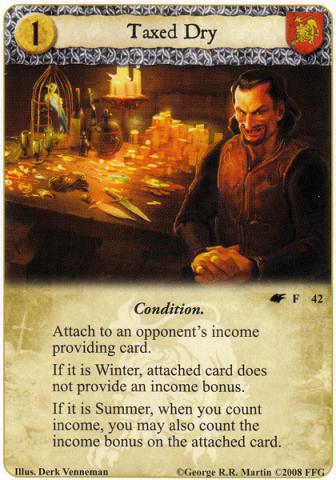 1
Taxed Dry
F 42
Condition.
Attach to an opponent's income
providing card.
If it is Winter, attached card does
not provide an income bonus.
If it is Summer, when you count
income, you may also count the
income bonus on the attached card.
Illus. Derk Venneman ©George R.R. Martin ©2008 FFG